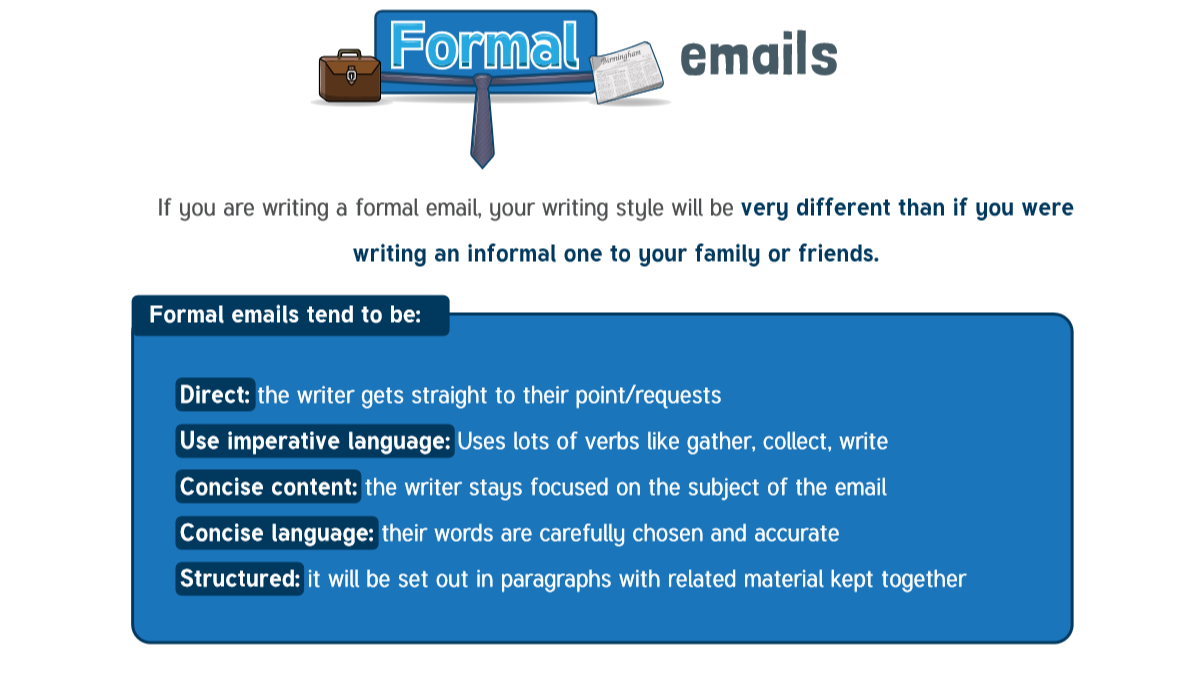 Formal emails
Birmingham
If you are writing a formal email, your writing style will be very different than if you were
writing an informal one to your family or friends.
Formal emails tend to be:
Direct: the writer gets straight to their point/requests
Use imperative language: Uses lots of verbs like gather, collect, write
Concise content: the writer stays focused on the subject of the email
Concise language: their words are carefully chosen and accurate
Structured: it will be set out in paragraphs with related material kept together